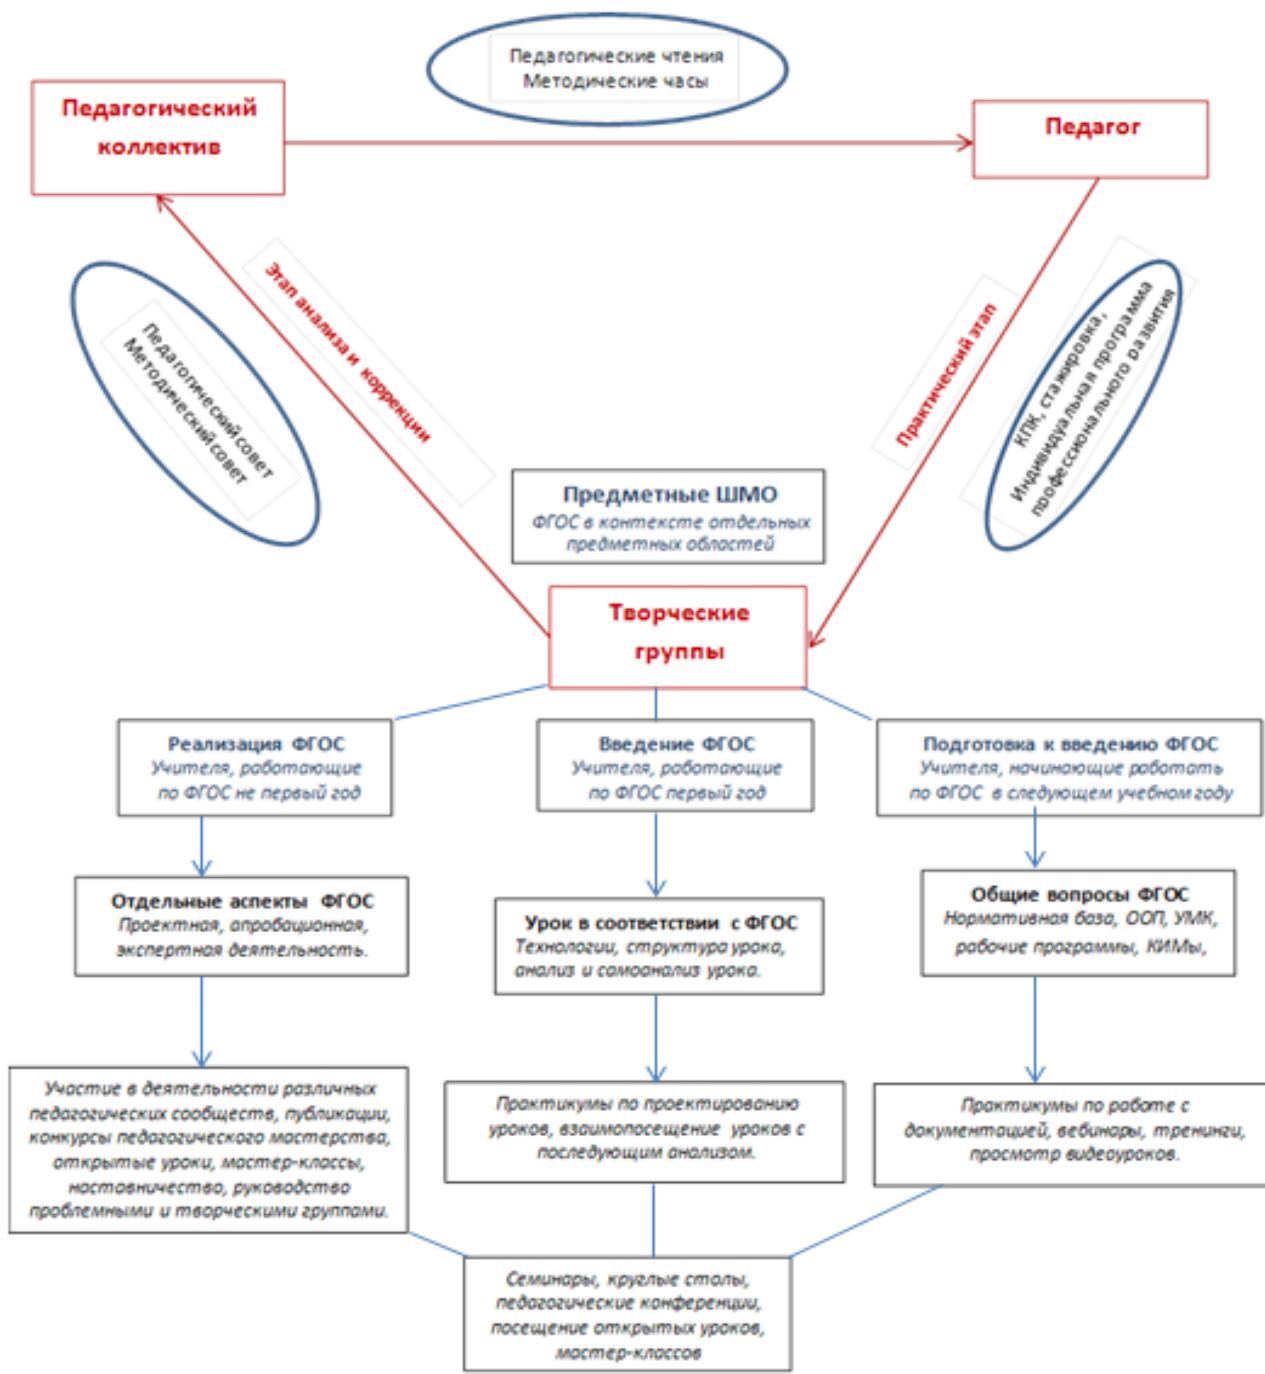 Педагогические чтения
Методические часы
Педагогический
коллектив
Педагог
Этап анализа и коррекции
Педагогический совет
Методический совет
Практический этап
КПК, стажировка,
Индивидуальная программа
профессионального развития
Предметные ШМО
ФГОС в контексте отдельных
предметных областей
Творческие
группы
Реализация ФГОС
Учителя, работающие
по ФГОС не первый год
Введение ФГОС
Учителя, работающие
по ФГОС первый год
Подготовка к введению ФГОС
Учителя, начинающие работать
по ФГОС в следующем учебном году
Отдельные аспекты ФГОС
Проектная, апробационная,
экспертная деятельность.
Урок в соответствии с ФГОС
Технологии, структура урока,
анализ и самоанализ урока.
Общие вопросы ФГОС
Нормативная база, ООП, УМК,
рабочие программы, КИМы,
Участие в деятельности различных
педагогических сообществ, публикации,
конкурсы педагогического мастерства,
открытые уроки, мастер-классы,
наставничество, руководство
проблемными и творческими группами.
Практикумы по проектированию
уроков, взаимопосещение уроков с
последующим анализом.
Практикумы по работе с
документацией, вебинары, тренинги,
просмотр видеоуроков.
Семинары, круглые столы,
педагогические конференции,
посещение открытых уроков,
мастер-классов